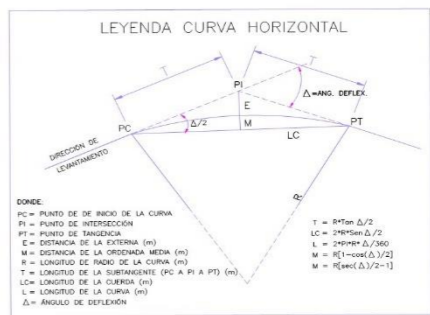 LEYENDA CURVA HORIZONTAL
T
T
PI
Δ=ANG. DEFLEX.
E
PC
Δ/2
M
LC
PT
DIRECCIÓN DE
LEVANTAMIENTO
R
DONDE:
PC= PUNTO DE DE INICIO DE LA CURVA
PI = PUNTO DE INTERSECCIÓN
PT = PUNTO DE TANGENCIA
E = DISTANCIA DE LA EXTERNA (m)
M = DISTANCIA DE LA ORDENADA MEDIA (m)
R = LONGITUD DE RADIO DE LA CURVA (m)
T = LONGITUD DE LA SUBTANGENTE (PC A PI A PT) (m)
LC= LONGITUD DE LA CUERDA (m)
L = LONGITUD DE LA CURVA (m)
Δ= ÁNGULO DE DEFLEXIÓN
T = R*Tan Δ/2
LC = 2*R*Sen Δ/2
L = 2*PI*R*Δ/360
M = R[1-cos(Δ)/2]
M = R[sec(Δ)/2-1]